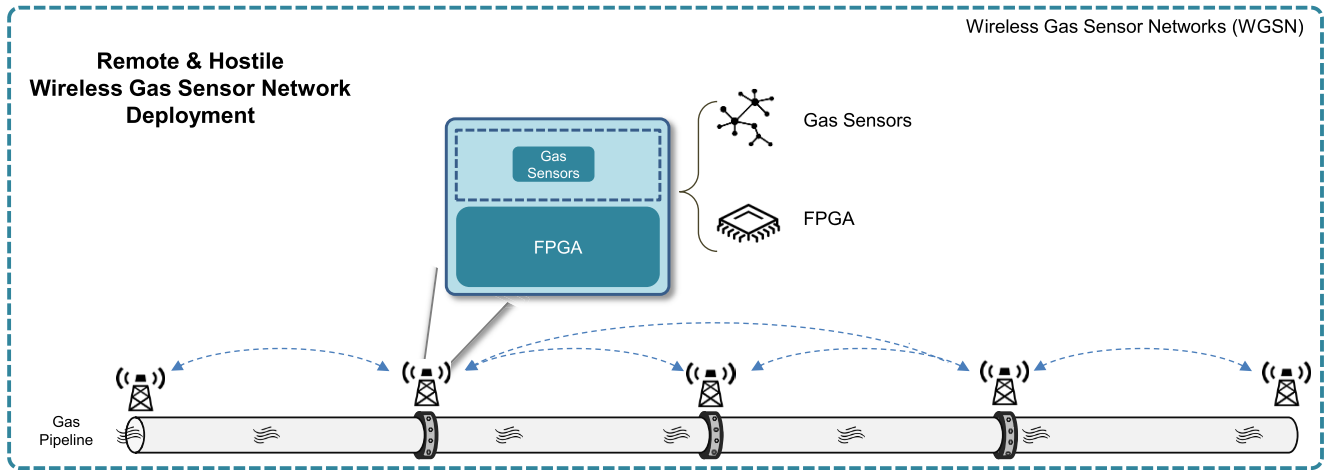 Wireless Gas Sensor Networks (WGSN)
Remote & Hostile
Wireless Gas Sensor Network
Deployment
Gas
Sensors
FPGA
Gas Sensors
FPGA
Gas
Pipeline